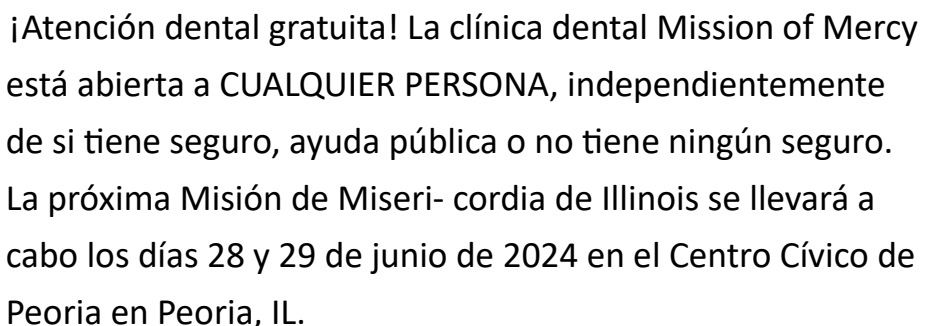 ¡Atención dental gratuita! La clínica dental Mission of Mercy
está abierta a CUALQUIER PERSONA, independientemente
de si tiene seguro, ayuda pública o no tiene ningún seguro.
La próxima Misión de Miseri- cordia de Illinois se llevará a
cabo los días 28 y 29 de junio de 2024 en el Centro Cívico de
Peoria en Peoria, IL.